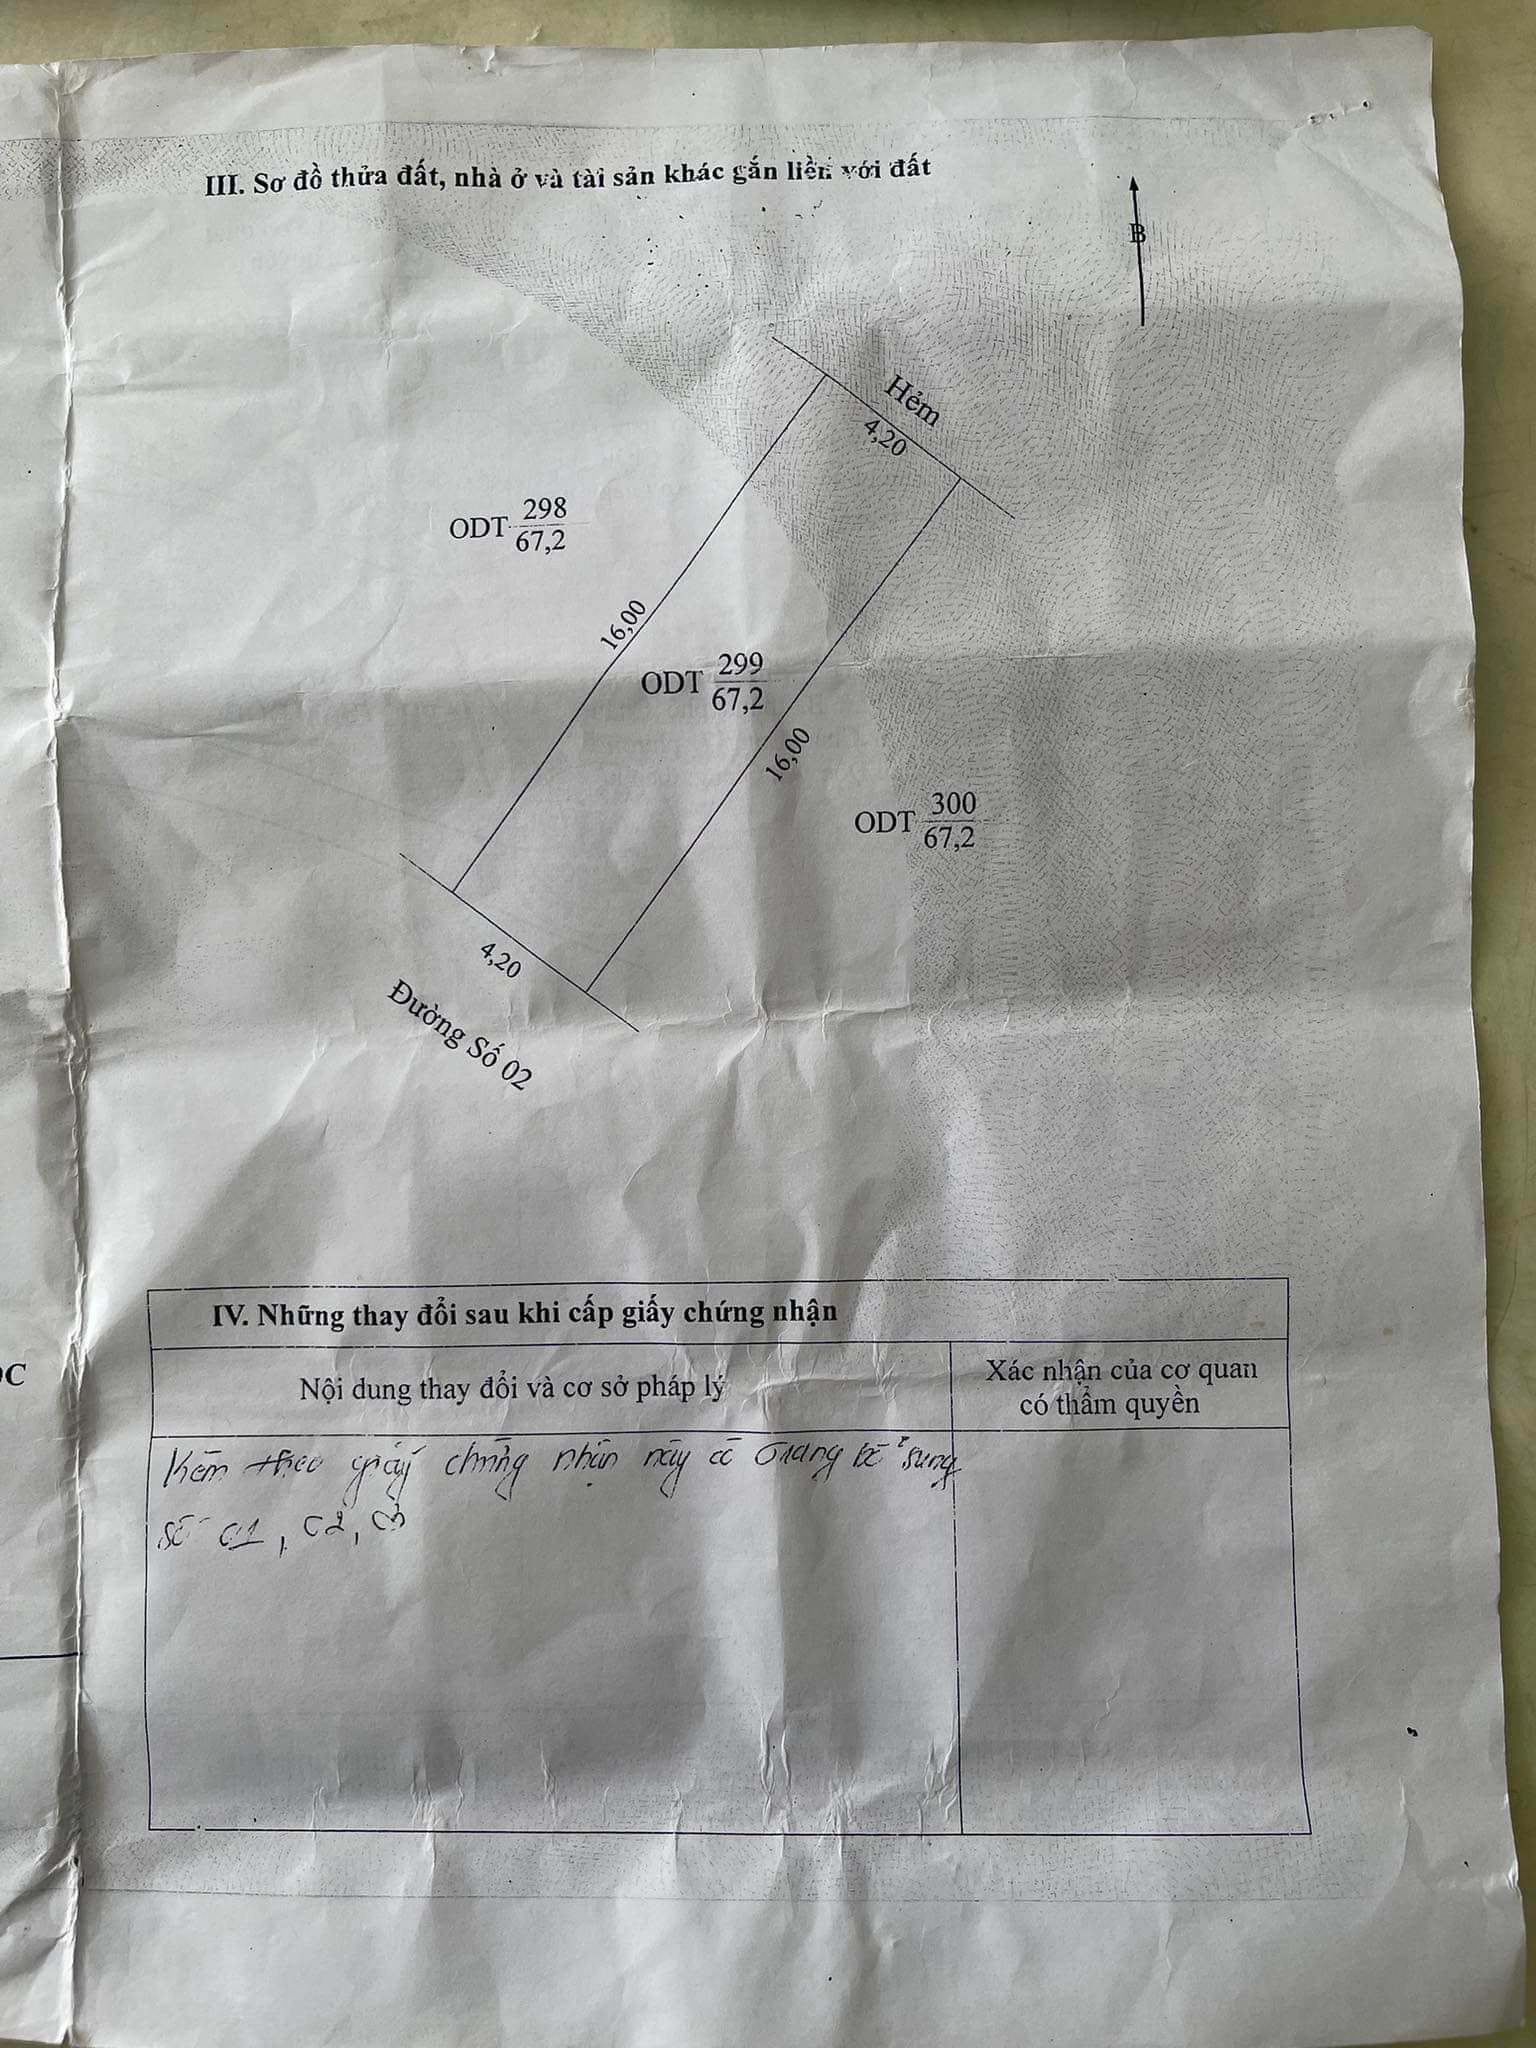 III. Sơ đồ thửa đất, nhà ở và tài sản khác gắn liền với đất
B
Hẻm
4,20
ODT 298
67,2
16,00
ODT 299
67,2
16,00
ODT 300
67,2
4,20
Đường Số 02
IV. Những thay đổi sau khi cấp giấy chứng nhận
Nội dung thay đổi và cơ sở pháp lý
Xác nhận của cơ quan
có thẩm quyền
Kèm theo giấy chứng nhận này có trang bổ sung
số 01, 02, 03